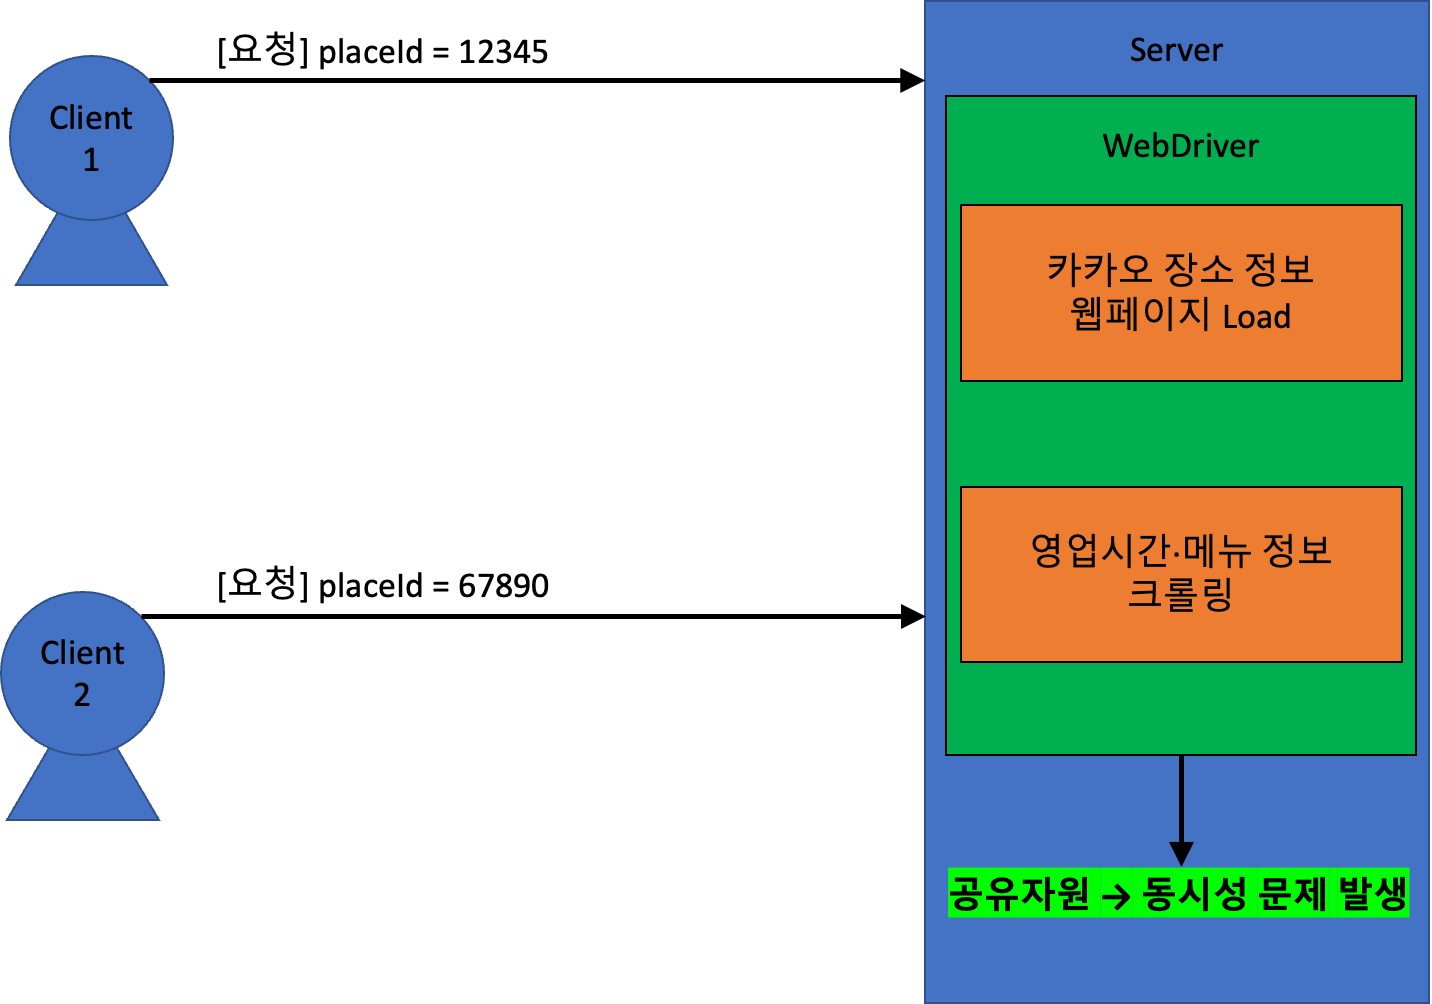 [요청] placeId = 12345
Client
1
Server
WebDriver
카카오 장소 정보
웹페이지 Load
영업시간·메뉴 정보
크롤링
[요청] placeId = 67890
Client
2
공유자원 → 동시성 문제 발생